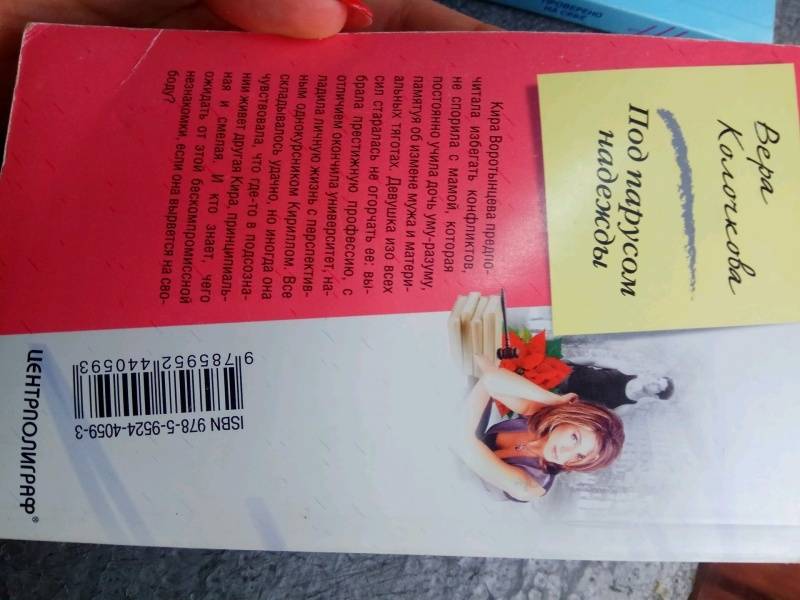 Вера
Колочкова
Под парусом
надежды
Кира Воротынцева предпо-
читала избегать конфликтов,
не спорила с мамой, которая
постоянно учила дочь уму-разуму,
памятуя об измене мужа и матери-
альных тяготах. Девушка изо всех
сил старалась не огорчать ее: вы-
брала престижную профессию, с
отличием окончила университет, на-
ладила личную жизнь с перспектив-
ным однокурсником Кириллом. Все
складывалось удачно, но иногда она
чувствовала, что где-то в подсозна-
нии живет другая Кира, принципиаль-
ная и смелая. И кто знает, чего
ожидать от этой бескомпромиссной
незнакомки, если она вырвется на сво-
боду?
ISBN 978-5-9524-4059-3
9 785952 440593
ЦЕНТРПОЛИГРАФ®
ПРОВЕРЕНО
НА СЕБЕ